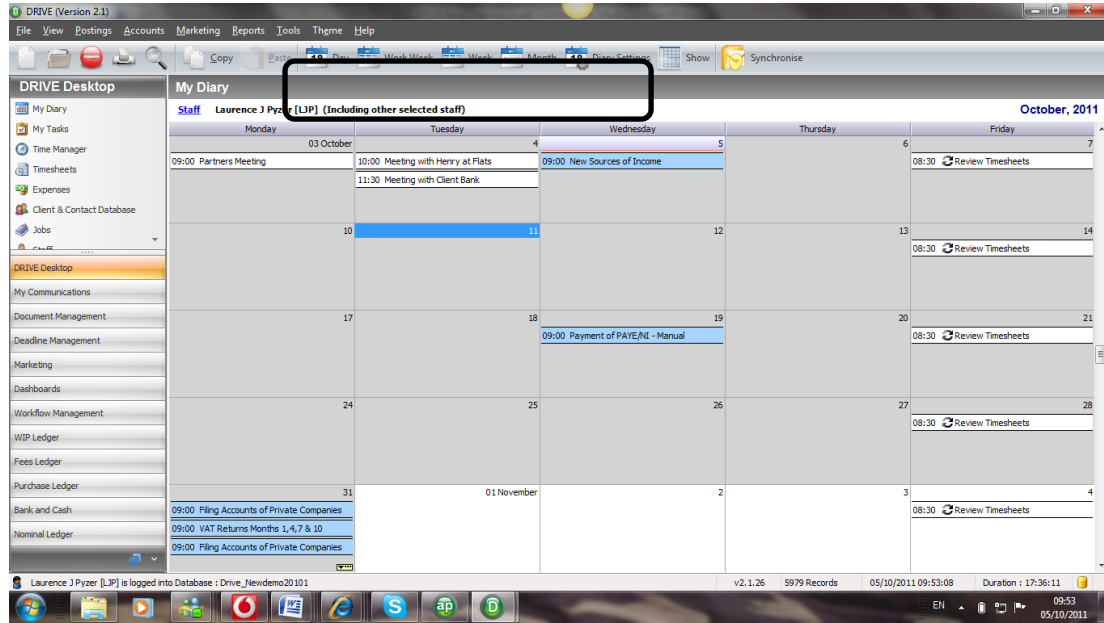 DRIVE (Version 2.1)
File View Postings Accounts Marketing Reports Tools Theme Help
Copy Paste 18 Day Work Week Week Month 18 Diary Settings Show Synchronise
DRIVE Desktop
My Diary
My Tasks
Time Manager
Timesheets
Expenses
Client & Contact Database
Jobs
DRIVE Desktop
My Communications
Document Management
Deadline Management
Marketing
Dashboards
Workflow Management
WIP Ledger
Fees Ledger
Purchase Ledger
Bank and Cash
Nominal Ledger
My Diary
Staff Laurence J Pyzer [LJP] (Including other selected staff) October, 2011
Monday Tuesday Wednesday Thursday Friday
03 October 4 5 6 7
09:00 Partners Meeting 10:00 Meeting with Henry at Flats 09:00 New Sources of Income 08:30 Review Timesheets
11:30 Meeting with Client Bank
10 11 12 13 14
08:30 Review Timesheets
17 18 19 20 21
09:00 Payment of PAYE/NI - Manual 08:30 Review Timesheets
24 25 26 27 28
08:30 Review Timesheets
31 01 November 2 3 4
09:00 Filing Accounts of Private Companies 08:30 Review Timesheets
09:00 VAT Returns Months 1,4,7 & 10
09:00 Filing Accounts of Private Companies
Laurence J Pyzer [LJP] is logged into Database : Drive_Newdemo20101 v2.1.26 5979 Records 05/10/2011 09:53:08 Duration : 17:36:11
EN 09:53
05/10/2011